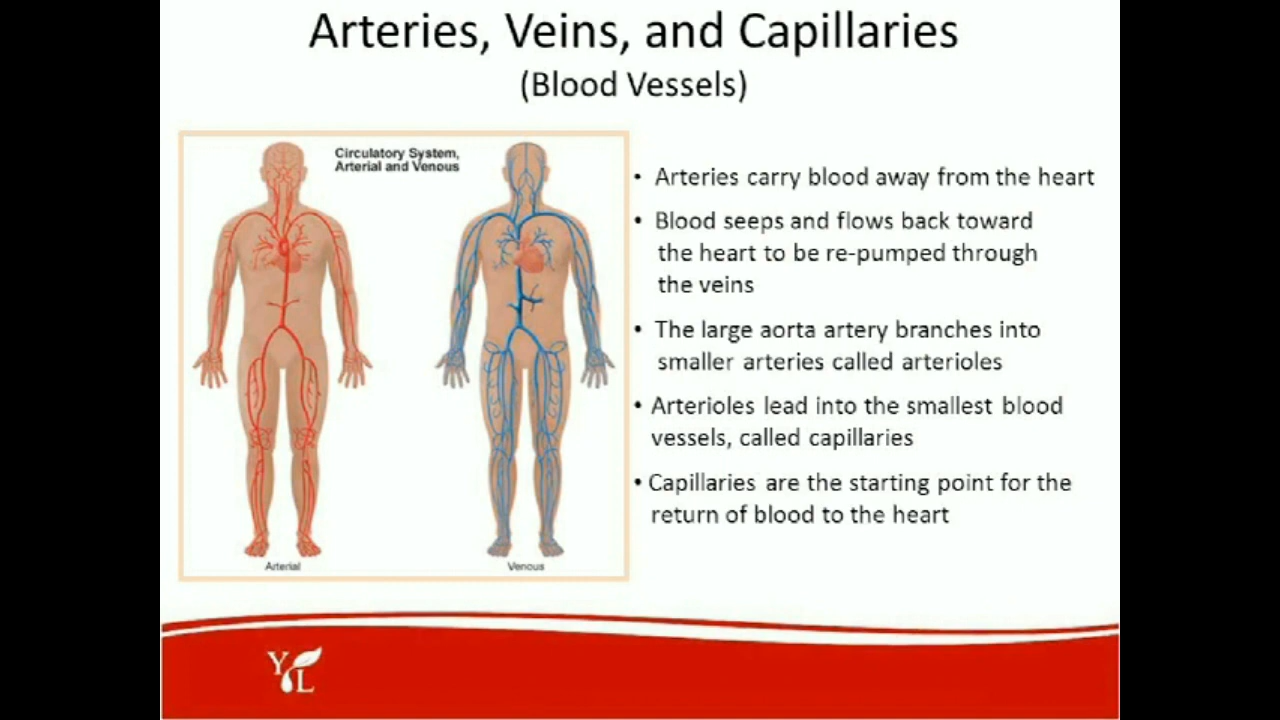 Arteries, Veins, and Capillaries
(Blood Vessels)
Circulatory System,
Arterial and Venous
Arterial
Venous
• Arteries carry blood away from the heart
• Blood seeps and flows back toward
the heart to be re-pumped through
the veins
• The large aorta artery branches into
smaller arteries called arterioles
• Arterioles lead into the smallest blood
vessels, called capillaries
• Capillaries are the starting point for the
return of blood to the heart
Y L